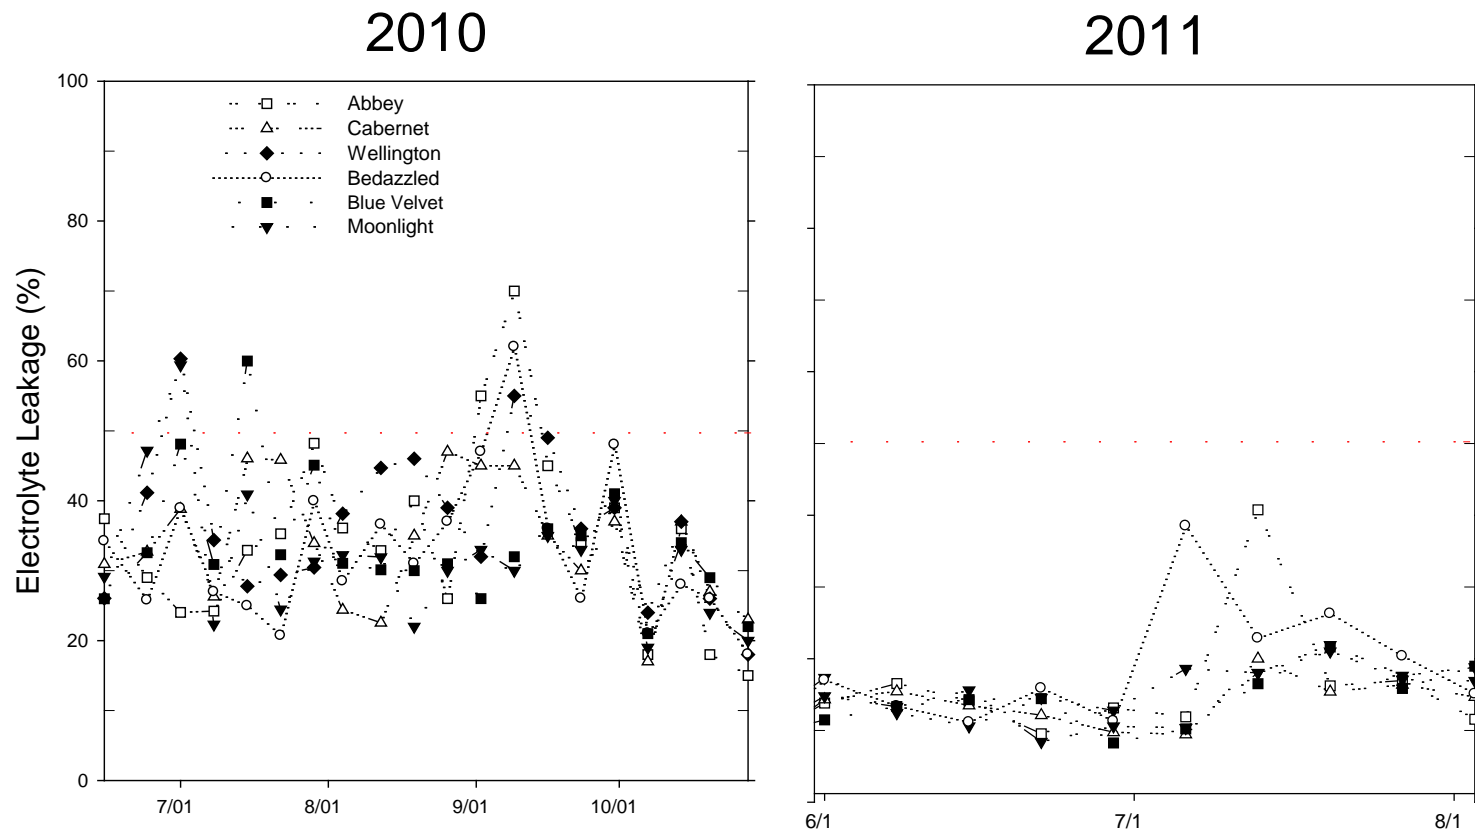 2010
2011
100
80
60
40
20
0
Electrolyte Leakage (%)
Abbey
Cabernet
Wellington
Bedazzled
Blue Velvet
Moonlight
7/01
8/01
9/01
10/01
6/1
7/1
8/1